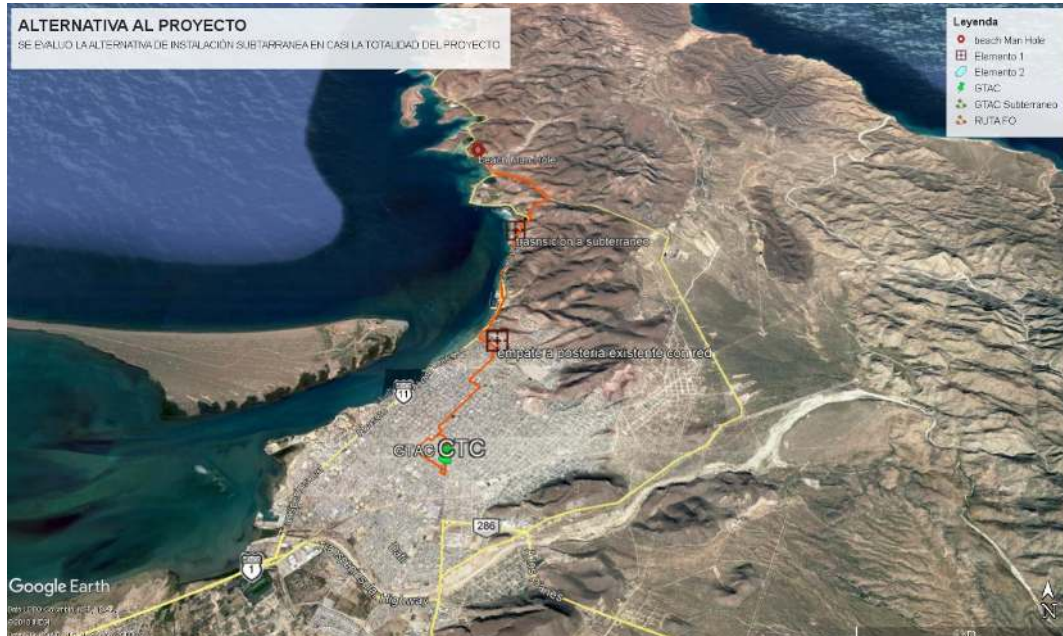 ALTERNATIVA AL PROYECTO
SE EVALUO LA ALTERNATIVA DE INSTALACIÓN SUBTARRANEA EN CASI LA TOTALIDAD DEL PROYECTO
Leyenda
beach Man Hole
Elemento 1
Elemento 2
GTAC
GTAC Subterraneo
RUTA FO
beach Man Hole
trasnsición a subterraneo
empate a posteria existente con red
11
GTAC CTC
286
1
Highway
Google Earth
N